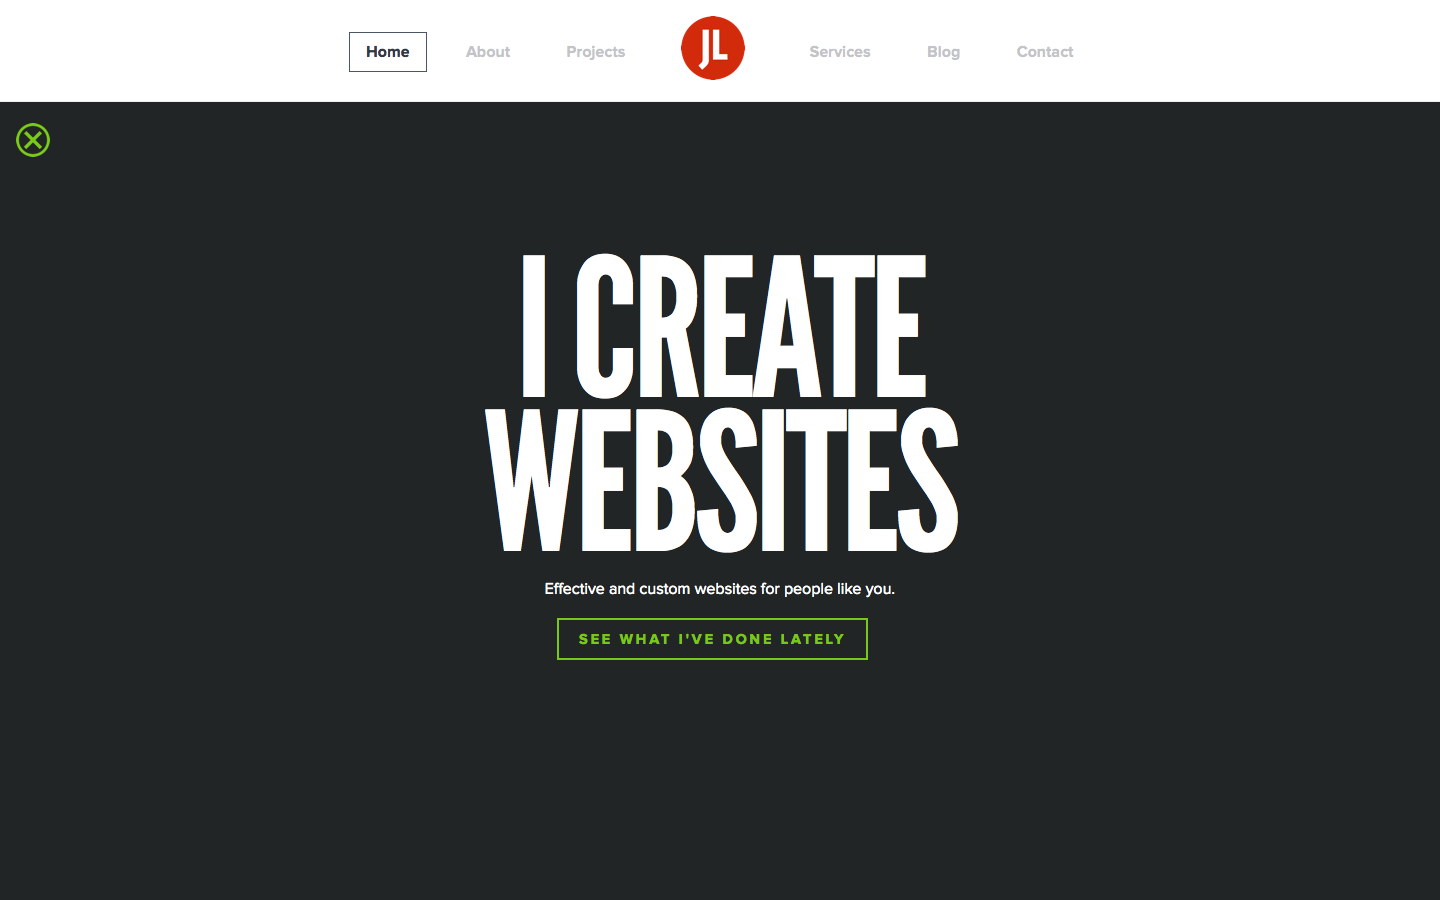 Home About Projects JL Services Blog Contact
I CREATE
WEBSITES
Effective and custom websites for people like you.
SEE WHAT I'VE DONE LATELY